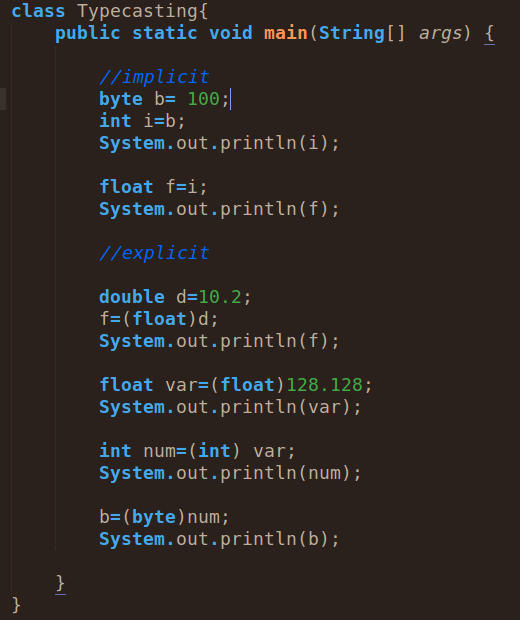 class Typecasting{
public static void main(String[] args) {
//implicit
byte b= 100;
int i=b;
System.out.println(i);
float f=i;
System.out.println(f);
//explicit
double d=10.2;
f=(float)d;
System.out.println(f);
float var=(float)128.128;
System.out.println(var);
int num=(int) var;
System.out.println(num);
b=(byte)num;
System.out.println(b);
}
}